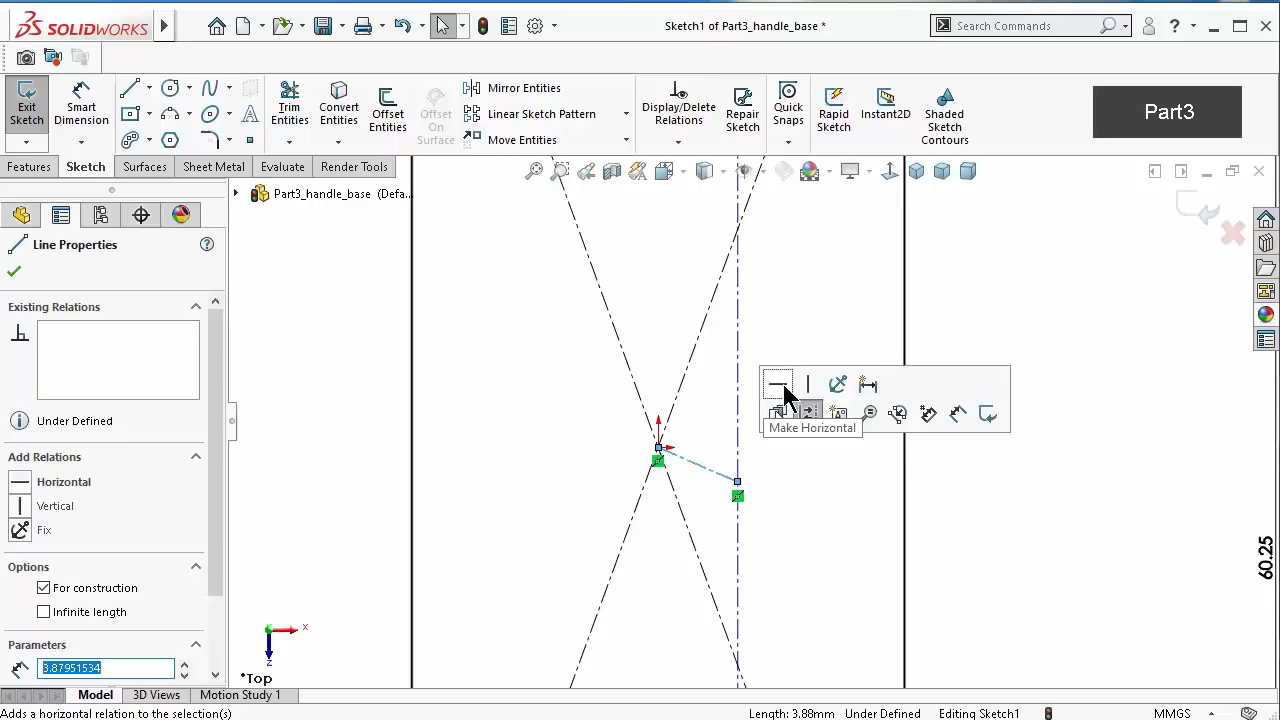 SOLIDWORKS
Sketch1 of Part3_handle_base *
Search Commands
?
Exit Sketch
Smart Dimension
Trim Entities
Convert Entities
Offset Entities
Offset On Surface
Mirror Entities
Linear Sketch Pattern
Move Entities
Display/Delete Relations
Repair Sketch
Quick Snaps
Rapid Sketch
Instant2D
Shaded Sketch Contours
Part3
Features
Sketch
Surfaces
Sheet Metal
Evaluate
Render Tools
Part3_handle_base (Defa...
Line Properties
?
Existing Relations
Under Defined
Add Relations
Horizontal
Vertical
Fix
Options
For construction
Infinite length
Parameters
3.87951534
Make Horizontal
60.25
x
z
*Top
Model
3D Views
Motion Study 1
Adds a horizontal relation to the selection(s)
Length: 3.88mm
Under Defined
Editing Sketch1
MMGS